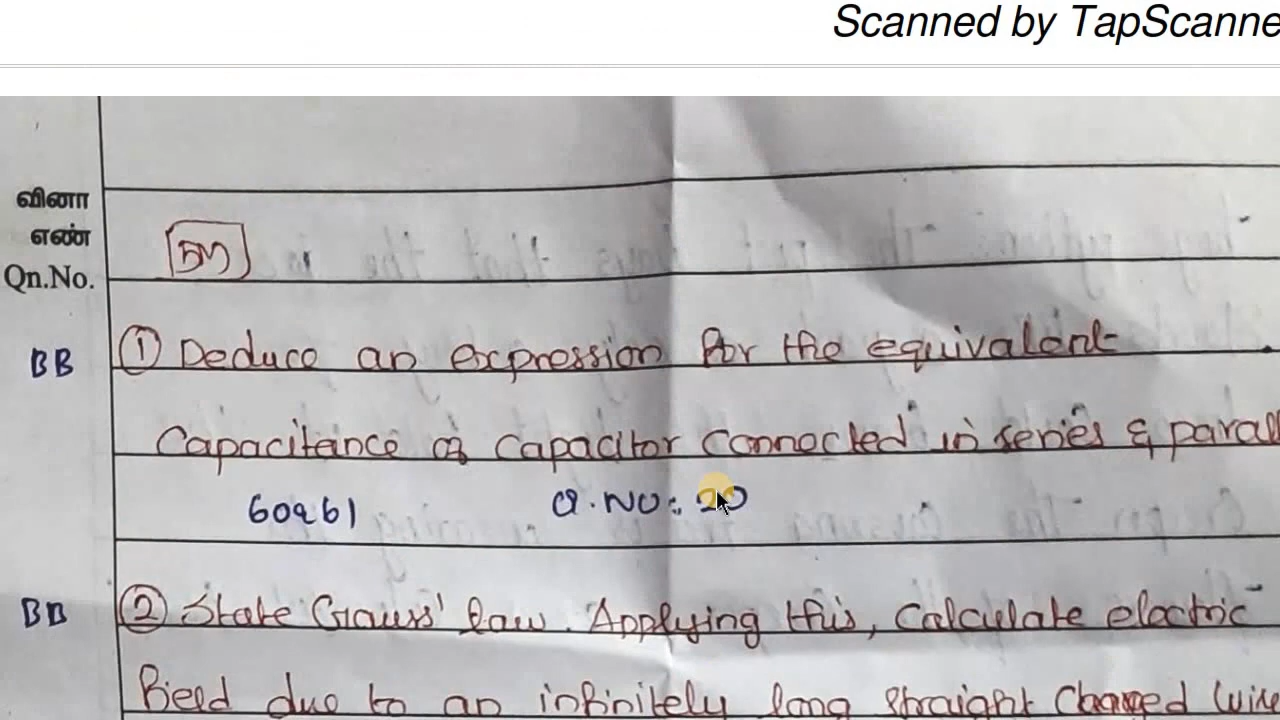 Scanned by TapScanne
வினா
எண்
Qn.No.
5M
BB ① Deduce an expression for the equivalent
Capacitance of capacitor connected in series & parall
60261 Q.NO: 20
BB ② State Gauss' law. Applying this, Calculate electric
field due to an infinitely long straight charged wire